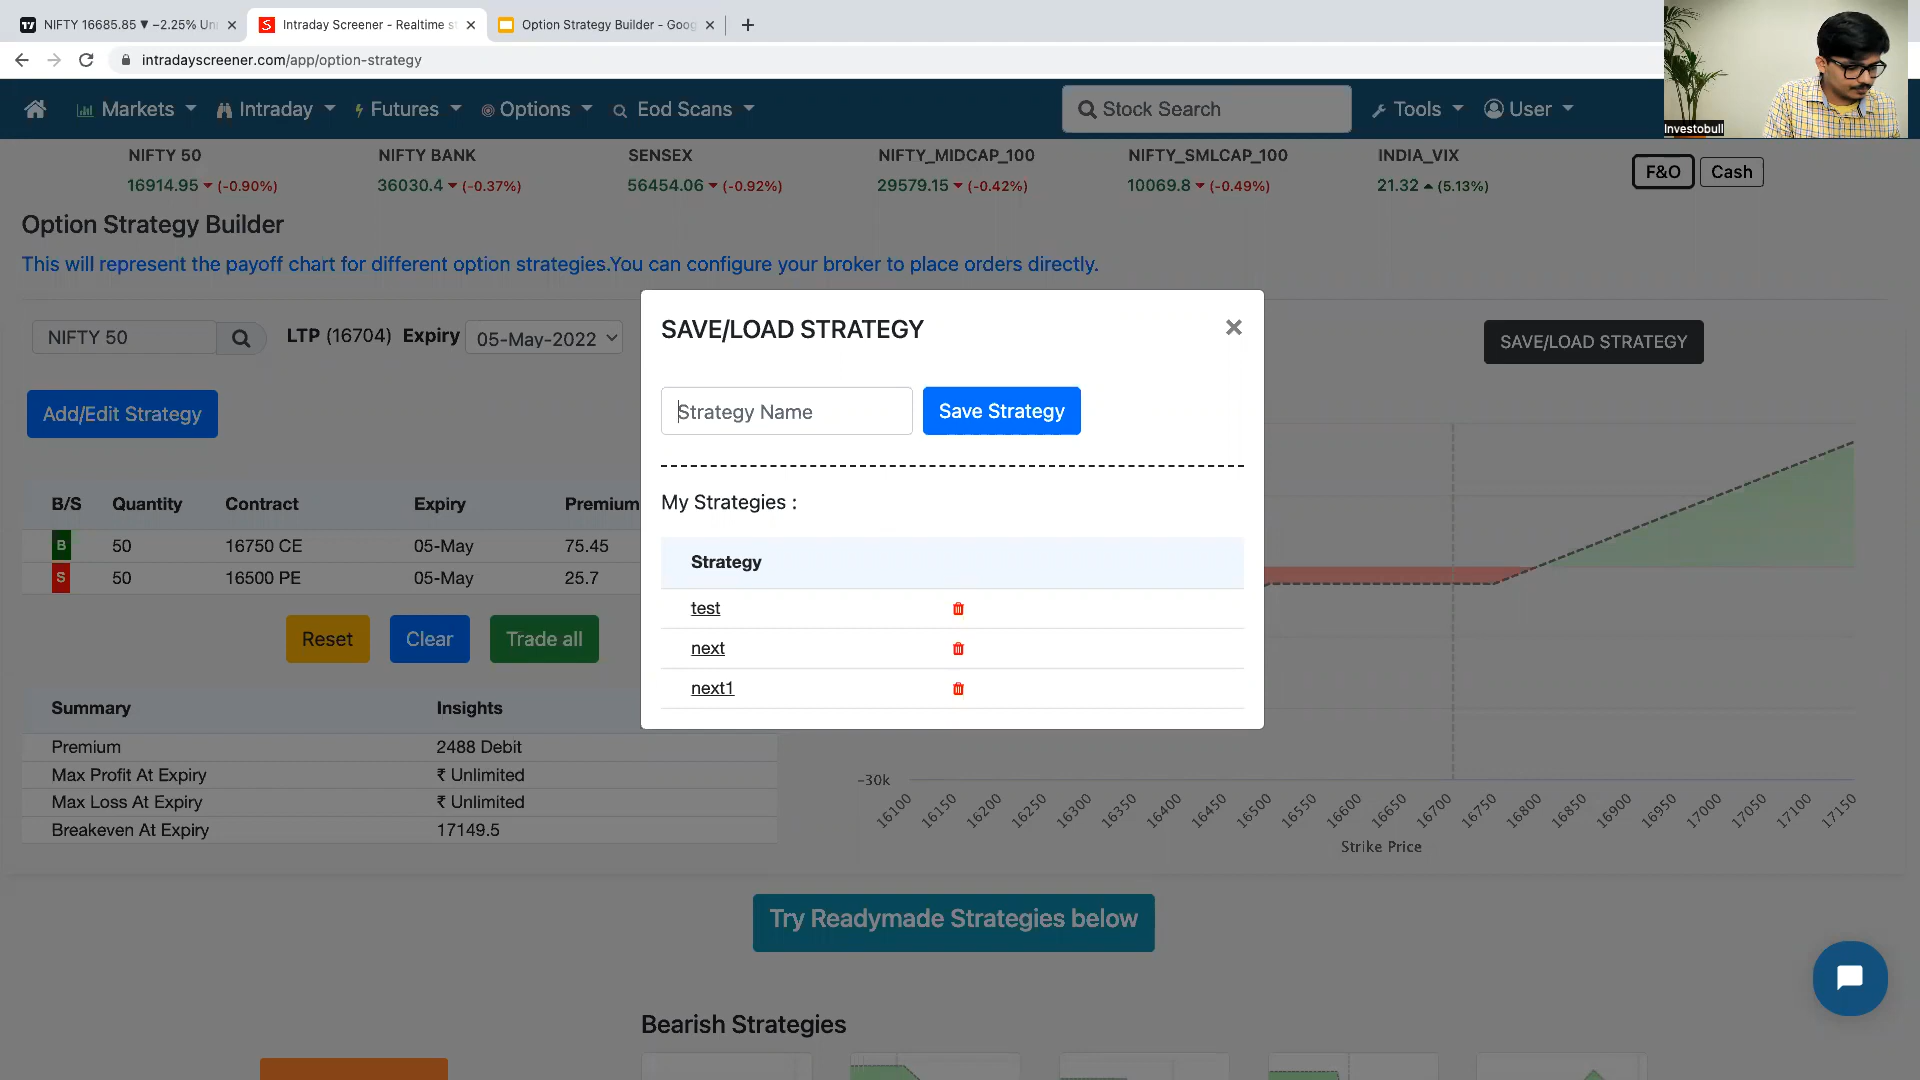 NIFTY 16685.85 ▼ −2.25% Un
Intraday Screener - Realtime s
Option Strategy Builder - Goog
intradayscreener.com/app/option-strategy
Markets
Intraday
Futures
Options
Eod Scans
Stock Search
Tools
User
Investobull
NIFTY 50
16914.95 (-0.90%)
NIFTY BANK
36030.4 (-0.37%)
SENSEX
56454.06 (-0.92%)
NIFTY_MIDCAP_100
29579.15 (-0.42%)
NIFTY_SMLCAP_100
10069.8 (-0.49%)
INDIA_VIX
21.32 (5.13%)
F&O
Cash
Option Strategy Builder
This will represent the payoff chart for different option strategies.You can configure your broker to place orders directly.
NIFTY 50
LTP (16704) Expiry 05-May-2022
SAVE/LOAD STRATEGY
Add/Edit Strategy
B/S Quantity Contract Expiry Premium
B 50 16750 CE 05-May 75.45
S 50 16500 PE 05-May 25.7
Reset
Clear
Trade all
Summary Insights
Premium 2488 Debit
Max Profit At Expiry ₹ Unlimited
Max Loss At Expiry ₹ Unlimited
Breakeven At Expiry 17149.5
SAVE/LOAD STRATEGY
×
Strategy Name
Save Strategy
My Strategies :
Strategy
test
next
next1
-30k
16100 16150 16200 16250 16300 16350 16400 16450 16500 16550 16600 16650 16700 16750 16800 16850 16900 16950 17000 17050 17100 17150
Strike Price
Try Readymade Strategies below
Bearish Strategies